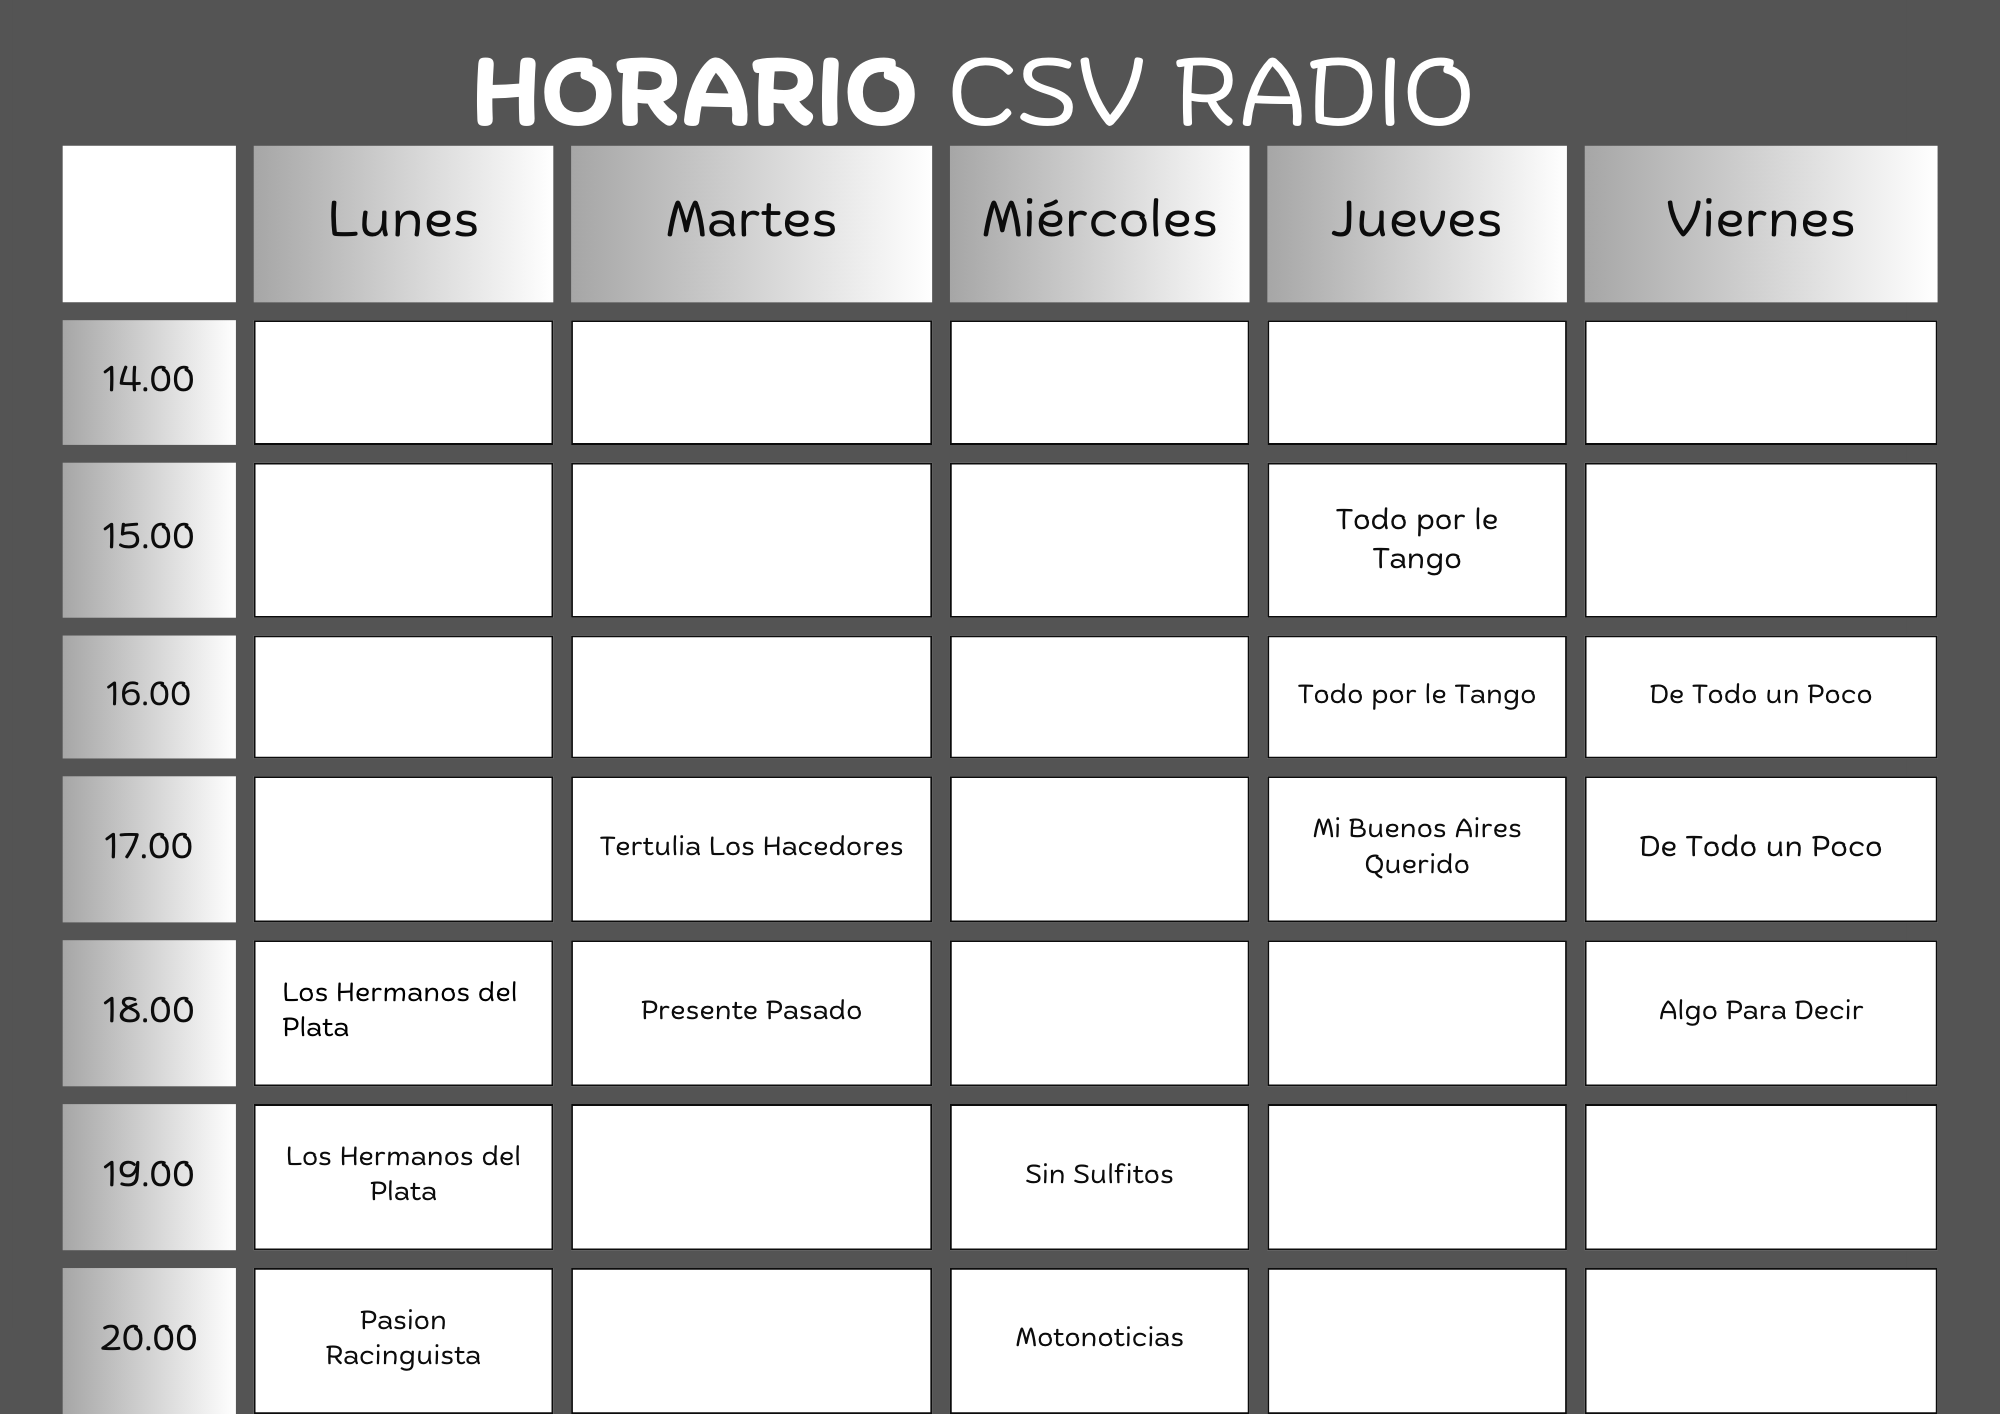 HORARIO CSV RADIO
Lunes Martes Miércoles Jueves Viernes
14.00
15.00
Todo por le
Tango
16.00
Todo por le Tango
De Todo un Poco
17.00
Tertulia Los Hacedores
Mi Buenos Aires
Querido
De Todo un Poco
18.00
Los Hermanos del
Plata
Presente Pasado
Algo Para Decir
19.00
Los Hermanos del
Plata
Sin Sulfitos
20.00
Pasion
Racinguista
Motonoticias